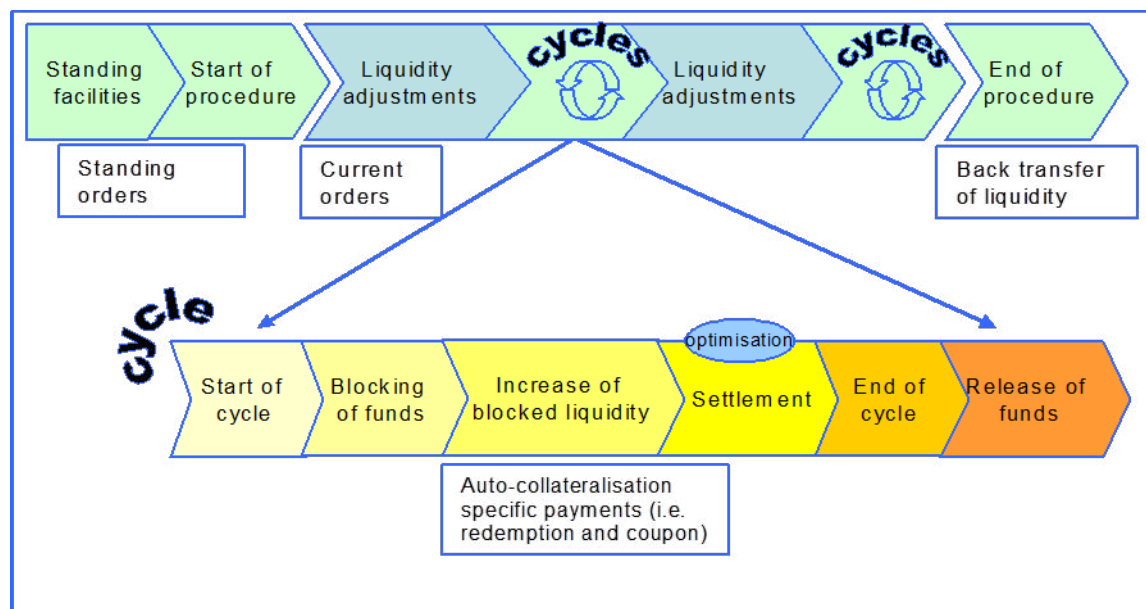 Standing
facilities
Start of
procedure
Liquidity
adjustments
cycles
Liquidity
adjustments
cycles
End of
procedure
Standing
orders
Current
orders
Back transfer
of liquidity
cycle
Start of
cycle
Blocking
of funds
Increase of
blocked liquidity
optimisation
Settlement
End of
cycle
Release of
funds
Auto-collateralisation
specific payments (i.e.
redemption and coupon)